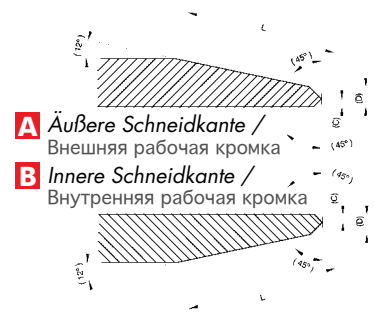 L
(12°)
(45°)
(C)
(D)
A Äußere Schneidkante /
Внешняя рабочая кромка
(45°)
B Innere Schneidkante /
Внутренняя рабочая кромка
(45°)
(C)
(D)
(12°)
(45°)
L